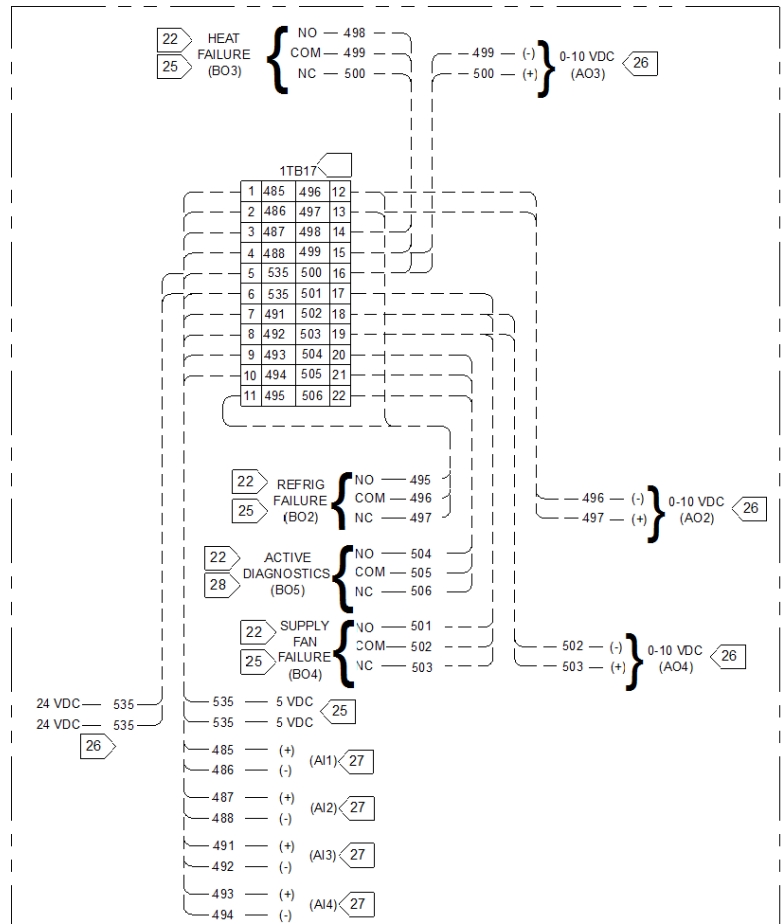 22 HEAT NO 498
FAILURE COM 499
25 (BO3) NC 500
499 (-) 0-10 VDC 26
500 (+) (AO3)
1TB17
1 485 496 12
2 486 497 13
3 487 498 14
4 488 499 15
5 535 500 16
6 535 501 17
7 491 502 18
8 492 503 19
9 493 504 20
10 494 505 21
11 495 506 22
22 REFRIG NO 495
FAILURE COM 496
25 (BO2) NC 497
496 (-) 0-10 VDC 26
497 (+) (AO2)
22 ACTIVE NO 504
DIAGNOSTICS COM 505
28 (BO5) NC 506
22 SUPPLY NO 501
FAN COM 502
25 FAILURE NC 503
(BO4)
502 (-) 0-10 VDC 26
503 (+) (AO4)
24 VDC 535
24 VDC 535
26
535 5 VDC 25
535 5 VDC
485 (+) (AI1) 27
486 (-)
487 (+) (AI2) 27
488 (-)
491 (+) (AI3) 27
492 (-)
493 (+) (AI4) 27
494 (-)